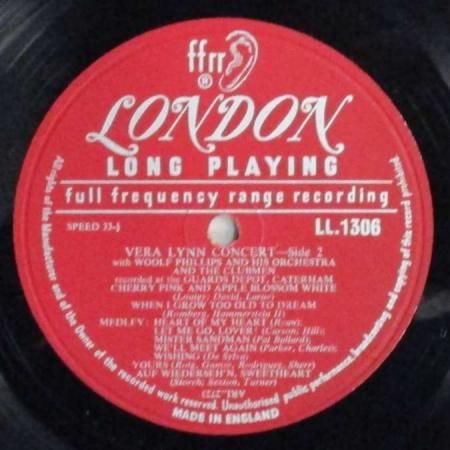 ffrr
®
LONDON
LONG PLAYING
full frequency range recording
SPEED 33-⅓
LL.1306
VERA LYNN CONCERT—Side 2
with WOOLF PHILLIPS AND HIS ORCHESTRA
AND THE CLUBMEN
recorded at the GUARDS DEPOT, CATERHAM
CHERRY PINK AND APPLE BLOSSOM WHITE
(Louigy; David, Larue)
WHEN I GROW TOO OLD TO DREAM
(Romberg, Hammerstein II)
MEDLEY: HEART OF MY HEART (Ryan);
LET ME GO, LOVER! (Carson; Hill);
MISTER SANDMAN (Pat Ballard);
WE'LL MEET AGAIN (Parker, Charles);
WISHING (De Sylva)
YOURS (Roig, Gamse, Rodriguez, Sherr)
AUF WIEDERSEH'N, SWEETHEART
(Storch; Sexton, Turner)
ARL.2723
MADE IN ENGLAND
All rights of the Manufacturer and of the Owner of the recorded work reserved. Unauthorised public performance, broadcasting and copying of this record prohibited